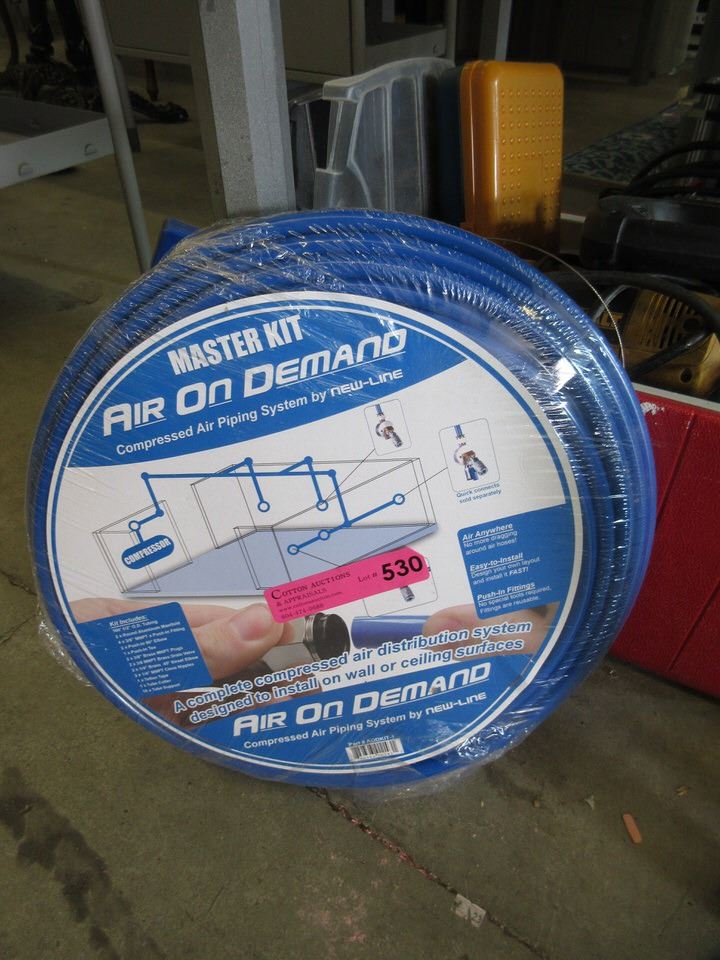 MASTER KIT
AIR ON DEMAND
Compressed Air Piping System by NEW-LINE
Quick connects
sold separately
COMPRESSOR
Air Anywhere
No more dragging
around air hoses!
Easy-to-Install
Design your own layout
and install it FAST!
Push-In Fittings
No special tools required,
Fittings are reusable.
COTTON AUCTIONS
& APPRAISALS
Lot # 530
Kit Includes:
100' 1/2" O.D. Tubing
A complete compressed air distribution system
designed to install on wall or ceiling surfaces
AIR ON DEMAND
Compressed Air Piping System by NEW-LINE